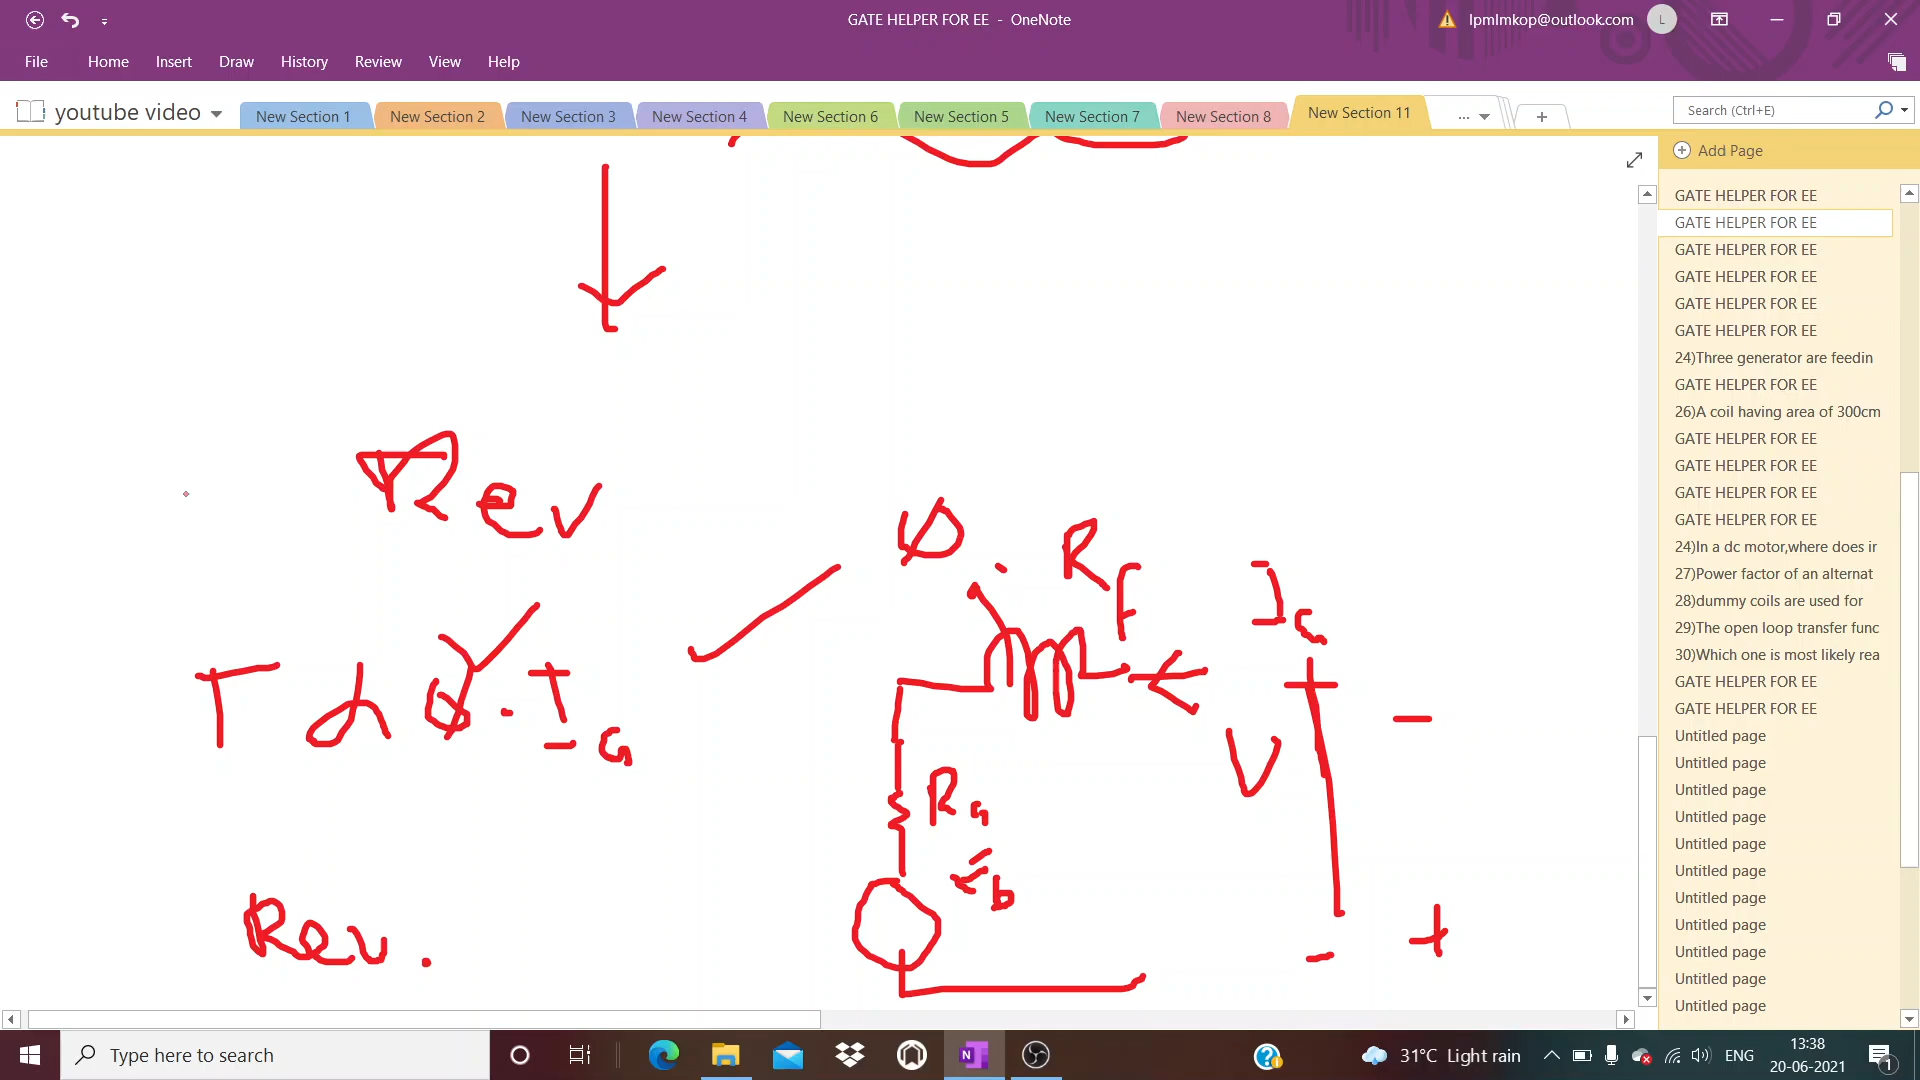 GATE HELPER FOR EE - OneNote
lpmlmkop@outlook.com
L
File
Home
Insert
Draw
History
Review
View
Help
youtube video
New Section 1
New Section 2
New Section 3
New Section 4
New Section 6
New Section 5
New Section 7
New Section 8
New Section 11
...
Search (Ctrl+E)
Add Page
GATE HELPER FOR EE
GATE HELPER FOR EE
GATE HELPER FOR EE
GATE HELPER FOR EE
GATE HELPER FOR EE
GATE HELPER FOR EE
24)Three generator are feedin
GATE HELPER FOR EE
26)A coil having area of 300cm
GATE HELPER FOR EE
GATE HELPER FOR EE
GATE HELPER FOR EE
GATE HELPER FOR EE
24)In a dc motor,where does ir
27)Power factor of an alternat
28)dummy coils are used for
29)The open loop transfer func
30)Which one is most likely rea
GATE HELPER FOR EE
GATE HELPER FOR EE
Untitled page
Untitled page
Untitled page
Untitled page
Untitled page
Untitled page
Untitled page
Untitled page
Untitled page
Untitled page
Untitled page
Rev
Ø . Rf Ia
T α Ø . Ia
+ -
V
Ra
Eb
Rev.
- +
Type here to search
31°C Light rain
ENG
13:38
20-06-2021
1